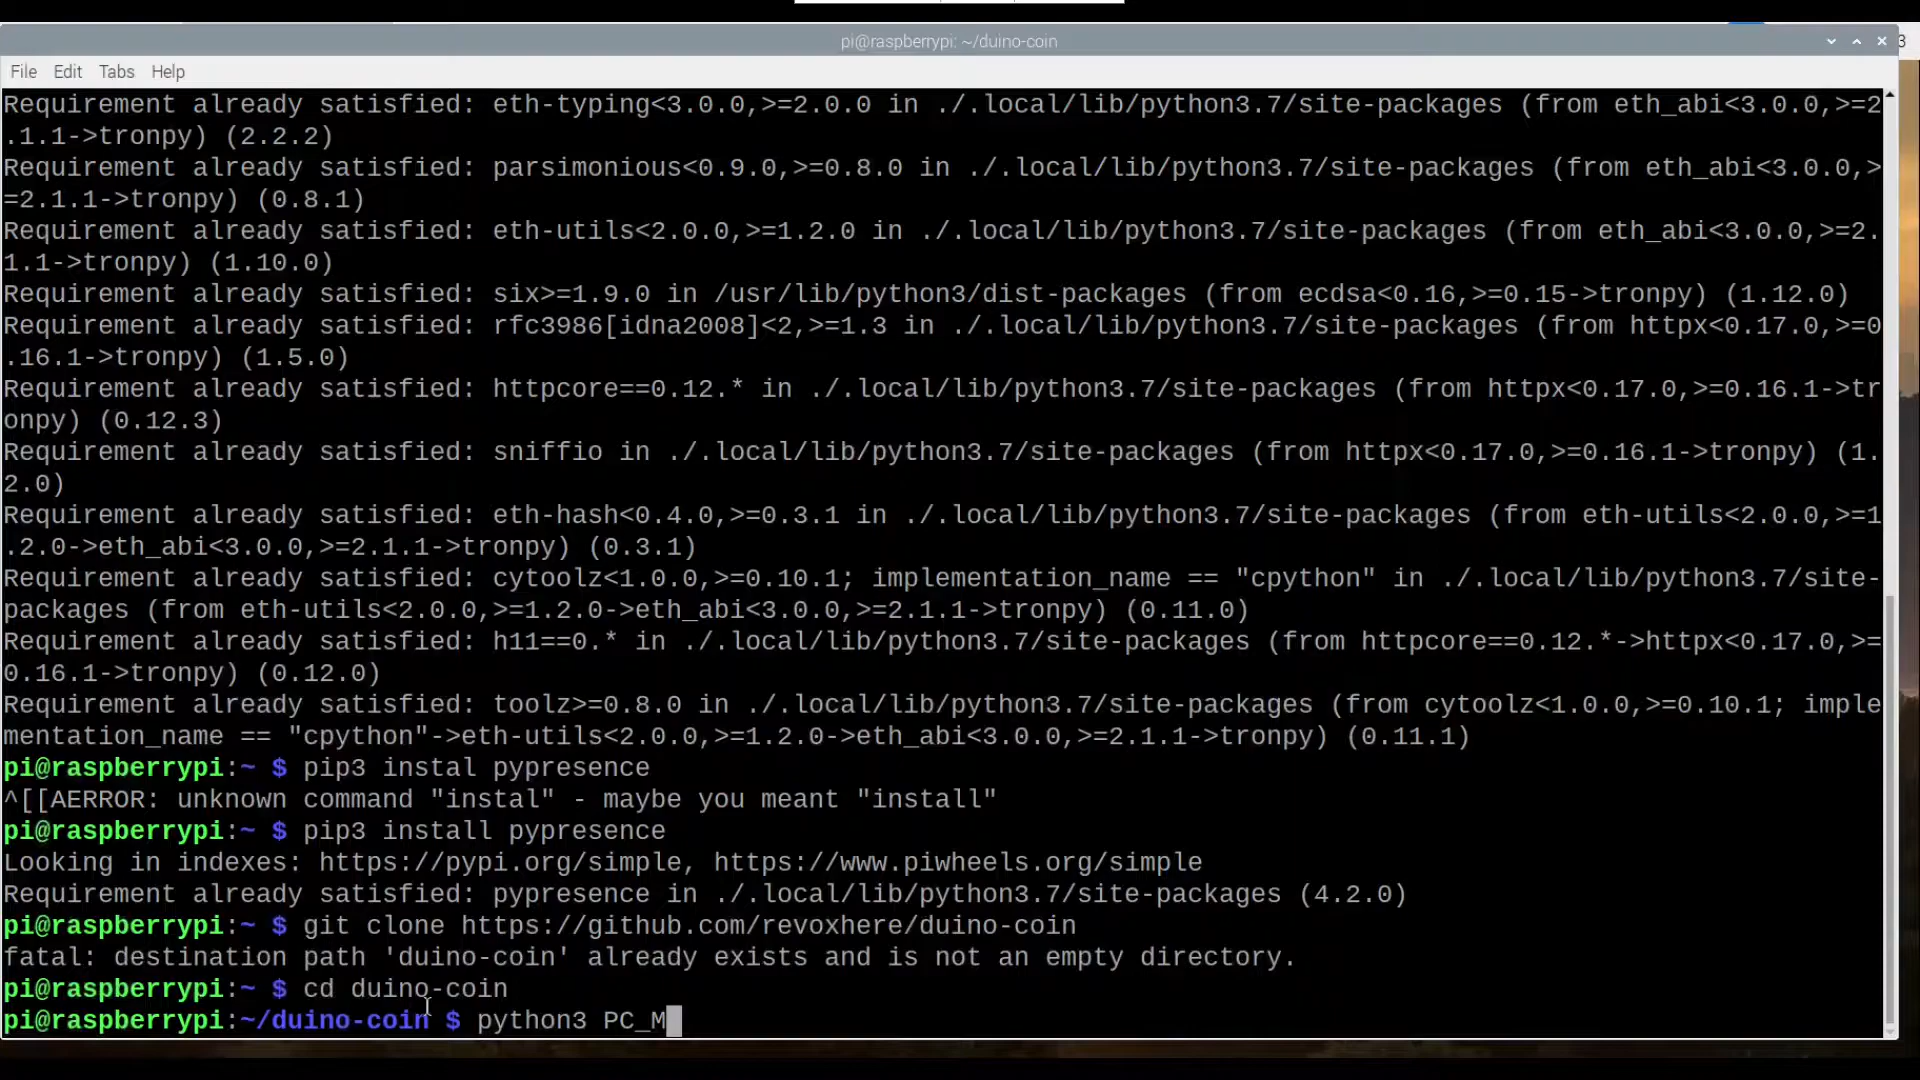 pi@raspberrypi: ~/duino-coin
3
File Edit Tabs Help
Requirement already satisfied: eth-typing<3.0.0,>=2.0.0 in ./.local/lib/python3.7/site-packages (from eth_abi<3.0.0,>=2
.1.1->tronpy) (2.2.2)
Requirement already satisfied: parsimonious<0.9.0,>=0.8.0 in ./.local/lib/python3.7/site-packages (from eth_abi<3.0.0,>
=2.1.1->tronpy) (0.8.1)
Requirement already satisfied: eth-utils<2.0.0,>=1.2.0 in ./.local/lib/python3.7/site-packages (from eth_abi<3.0.0,>=2.
1.1->tronpy) (1.10.0)
Requirement already satisfied: six>=1.9.0 in /usr/lib/python3/dist-packages (from ecdsa<0.16,>=0.15->tronpy) (1.12.0)
Requirement already satisfied: rfc3986[idna2008]<2,>=1.3 in ./.local/lib/python3.7/site-packages (from httpx<0.17.0,>=0
.16.1->tronpy) (1.5.0)
Requirement already satisfied: httpcore==0.12.* in ./.local/lib/python3.7/site-packages (from httpx<0.17.0,>=0.16.1->tr
onpy) (0.12.3)
Requirement already satisfied: sniffio in ./.local/lib/python3.7/site-packages (from httpx<0.17.0,>=0.16.1->tronpy) (1.
2.0)
Requirement already satisfied: eth-hash<0.4.0,>=0.3.1 in ./.local/lib/python3.7/site-packages (from eth-utils<2.0.0,>=1
.2.0->eth_abi<3.0.0,>=2.1.1->tronpy) (0.3.1)
Requirement already satisfied: cytoolz<1.0.0,>=0.10.1; implementation_name == "cpython" in ./.local/lib/python3.7/site-
packages (from eth-utils<2.0.0,>=1.2.0->eth_abi<3.0.0,>=2.1.1->tronpy) (0.11.0)
Requirement already satisfied: h11==0.* in ./.local/lib/python3.7/site-packages (from httpcore==0.12.*->httpx<0.17.0,>=
0.16.1->tronpy) (0.12.0)
Requirement already satisfied: toolz>=0.8.0 in ./.local/lib/python3.7/site-packages (from cytoolz<1.0.0,>=0.10.1; imple
mentation_name == "cpython"->eth-utils<2.0.0,>=1.2.0->eth_abi<3.0.0,>=2.1.1->tronpy) (0.11.1)
pi@raspberrypi:~ $ pip3 instal pypresence
^[[AERROR: unknown command "instal" - maybe you meant "install"
pi@raspberrypi:~ $ pip3 install pypresence
Looking in indexes: https://pypi.org/simple, https://www.piwheels.org/simple
Requirement already satisfied: pypresence in ./.local/lib/python3.7/site-packages (4.2.0)
pi@raspberrypi:~ $ git clone https://github.com/revoxhere/duino-coin
fatal: destination path 'duino-coin' already exists and is not an empty directory.
pi@raspberrypi:~ $ cd duino-coin
pi@raspberrypi:~/duino-coin $ python3 PC_M